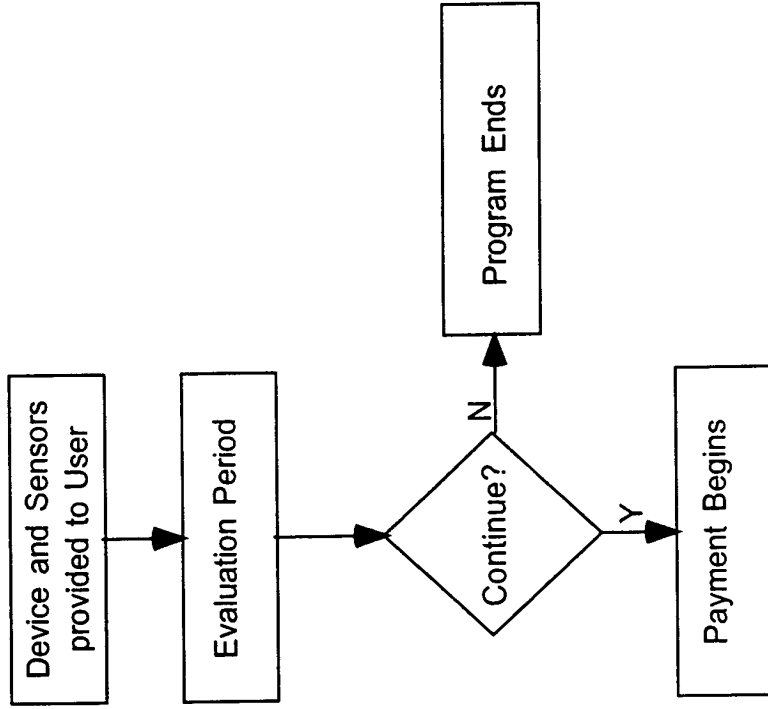 Device and Sensors
provided to User
Evaluation Period
Continue?
N
Program Ends
Y
Payment Begins